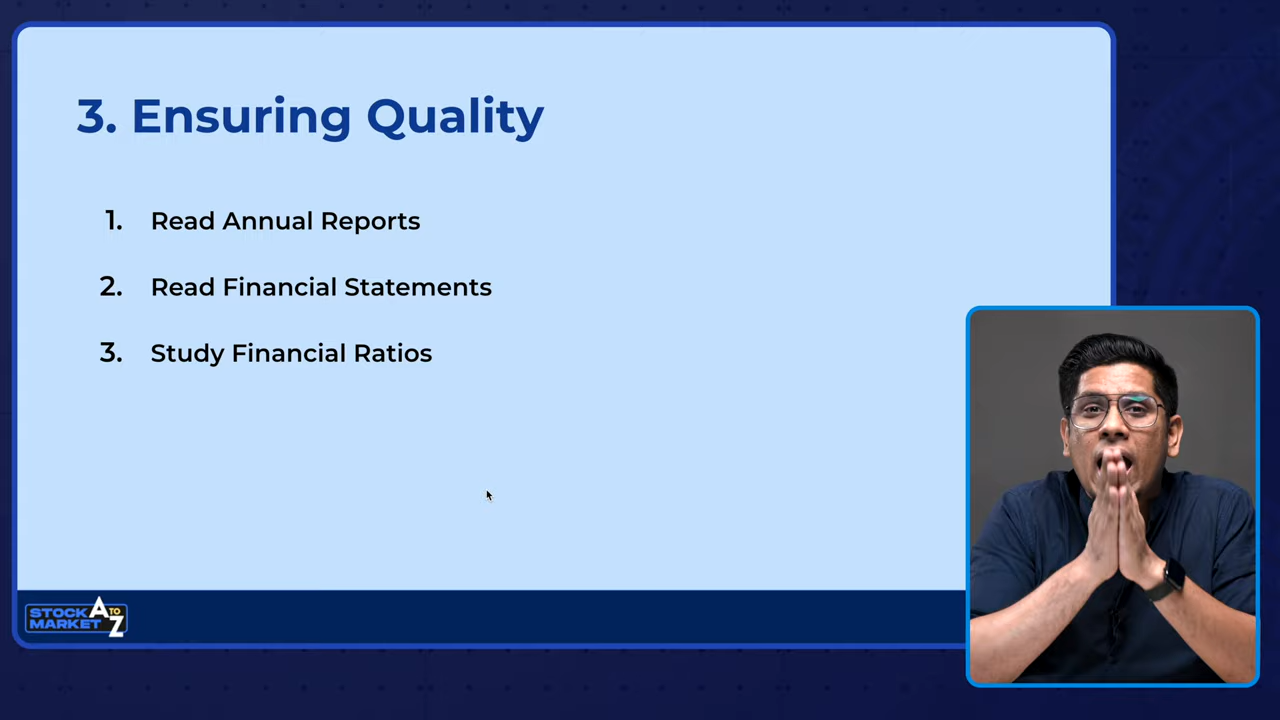 3. Ensuring Quality
1. Read Annual Reports
2. Read Financial Statements
3. Study Financial Ratios
STOCK MARKET A TO Z